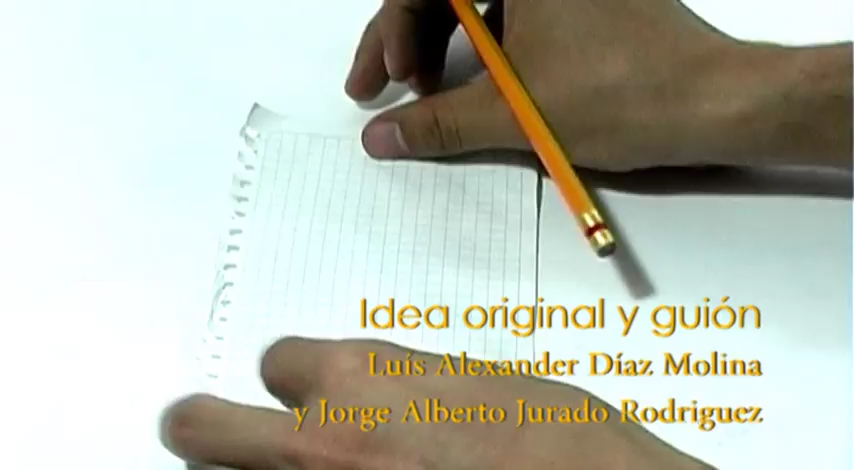 Idea original y guión
Luís Alexander Díaz Molina
y Jorge Alberto Jurado Rodriguez